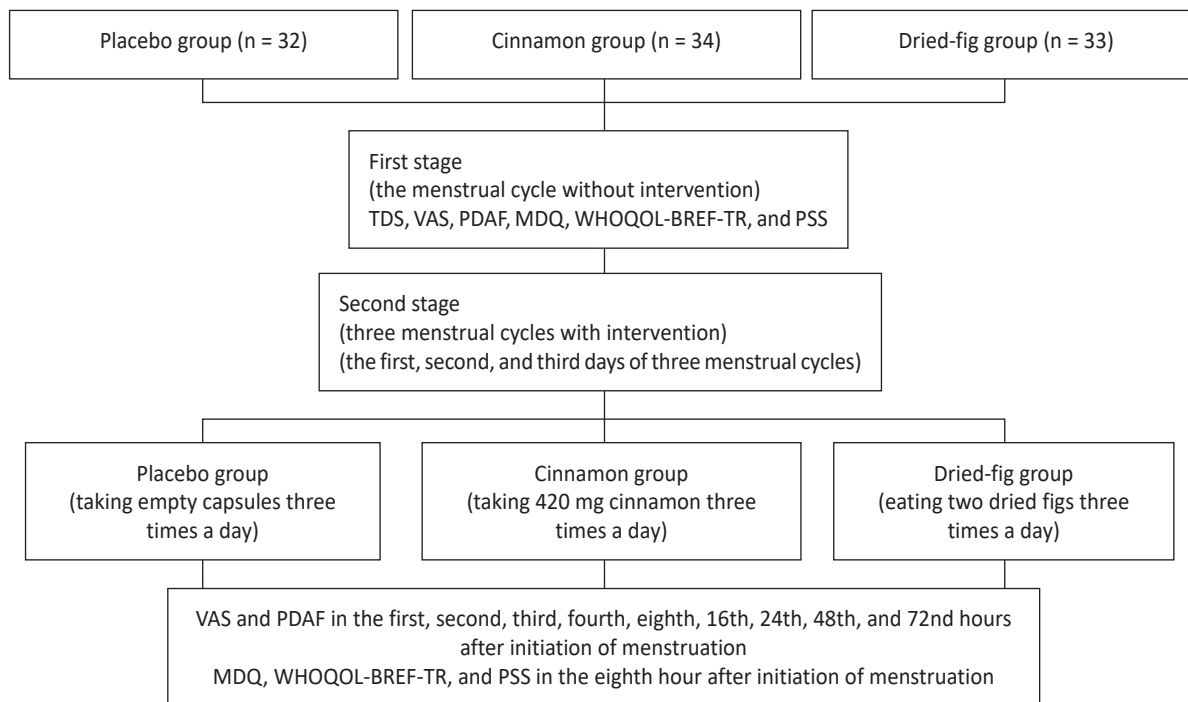 Placebo group (n = 32)
Cinnamon group (n = 34)
Dried-fig group (n = 33)
First stage
(the menstrual cycle without intervention)
TDS, VAS, PDAF, MDQ, WHOQOL-BREF-TR, and PSS
Second stage
(three menstrual cycles with intervention)
(the first, second, and third days of three menstrual cycles)
Placebo group
(taking empty capsules three
times a day)
Cinnamon group
(taking 420 mg cinnamon three
times a day)
Dried-fig group
(eating two dried figs three
times a day)
VAS and PDAF in the first, second, third, fourth, eighth, 16th, 24th, 48th, and 72nd hours
after initiation of menstruation
MDQ, WHOQOL-BREF-TR, and PSS in the eighth hour after initiation of menstruation